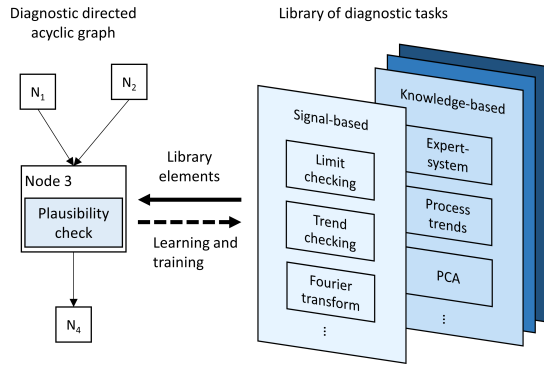 Diagnostic directed
acyclic graph
N1
N2
Node 3
Plausibility
check
N4
Library
elements
Learning and
training
Library of diagnostic tasks
Signal-based
Limit
checking
Trend
checking
Fourier
transform
...
Knowledge-based
Expert-
system
Process
trends
PCA
...